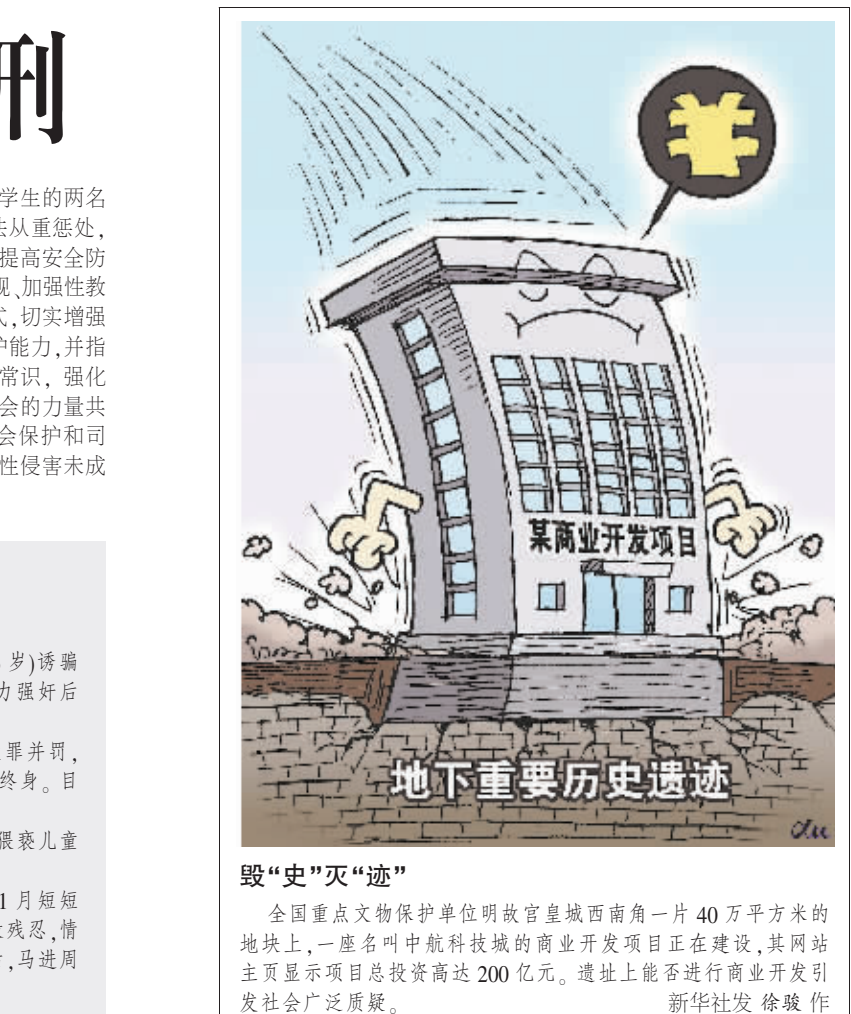 刑
学生的两名
法从重惩处,
提高安全防
观、加强性教
式,切实增强
护能力,并指
常识，强化
会的力量共
会保护和司
性侵害未成
岁)诱骗
力强奸后
罪并罚,
终身。目
猥亵儿童
1 月短短
残忍,情
,马进周
某商业开发项目
地下重要历史遗迹
毁“史”灭“迹”
全国重点文物保护单位明故宫皇城西南角一片 40 万平方米的
地块上,一座名叫中航科技城的商业开发项目正在建设,其网站
主页显示项目总投资高达 200 亿元。遗址上能否进行商业开发引
发社会广泛质疑。 新华社发 徐骏 作